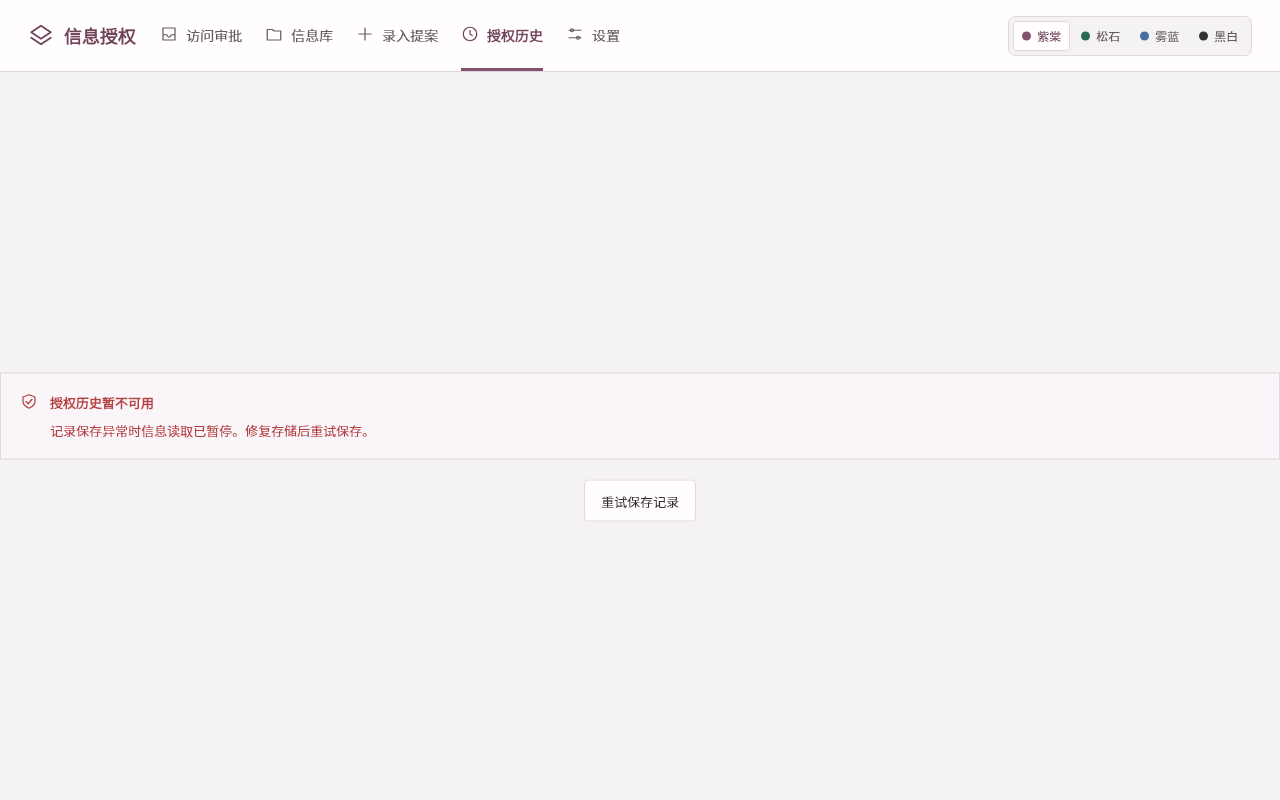 信息授权 访问审批 信息库 录入提案 授权历史 设置 紫棠 松石 雾蓝 黑白
授权历史暂不可用
记录保存异常时信息读取已暂停。修复存储后重试保存。
重试保存记录